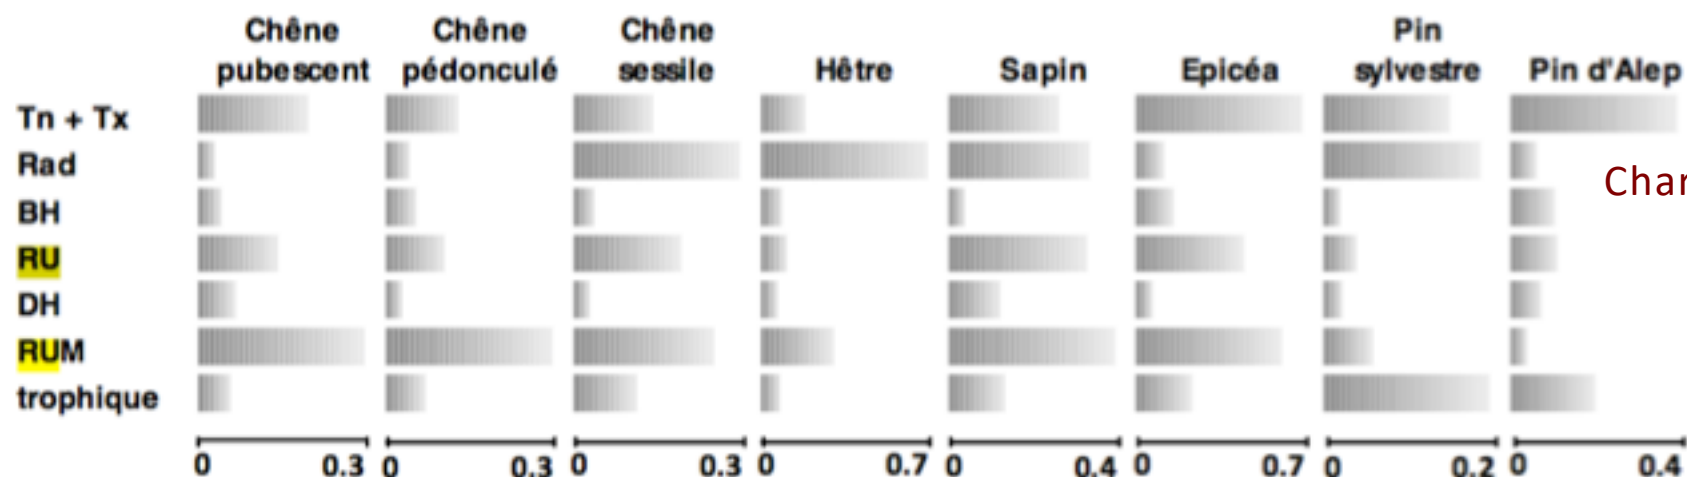 Chêne pubescent Chêne pédonculé Chêne sessile Hêtre Sapin Epicéa Pin sylvestre Pin d'Alep
Tn + Tx
Rad
Char
BH
RU
DH
RUM
trophique
0 0.3 0 0.3 0 0.3 0 0.7 0 0.4 0 0.7 0 0.2 0 0.4